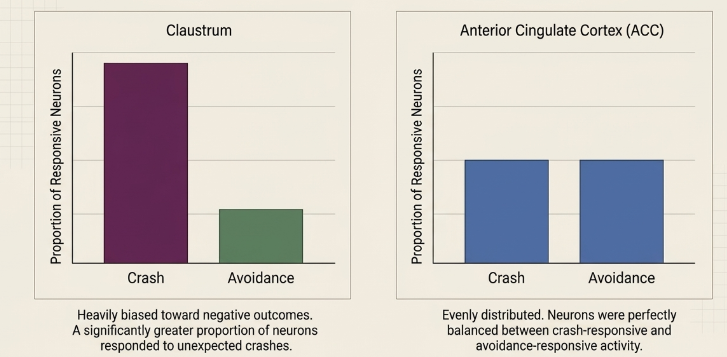 Claustrum
Proportion of Responsive Neurons
Crash
Avoidance
Heavily biased toward negative outcomes.
A significantly greater proportion of neurons
responded to unexpected crashes.
Anterior Cingulate Cortex (ACC)
Proportion of Responsive Neurons
Crash
Avoidance
Evenly distributed. Neurons were perfectly
balanced between crash-responsive and
avoidance-responsive activity.